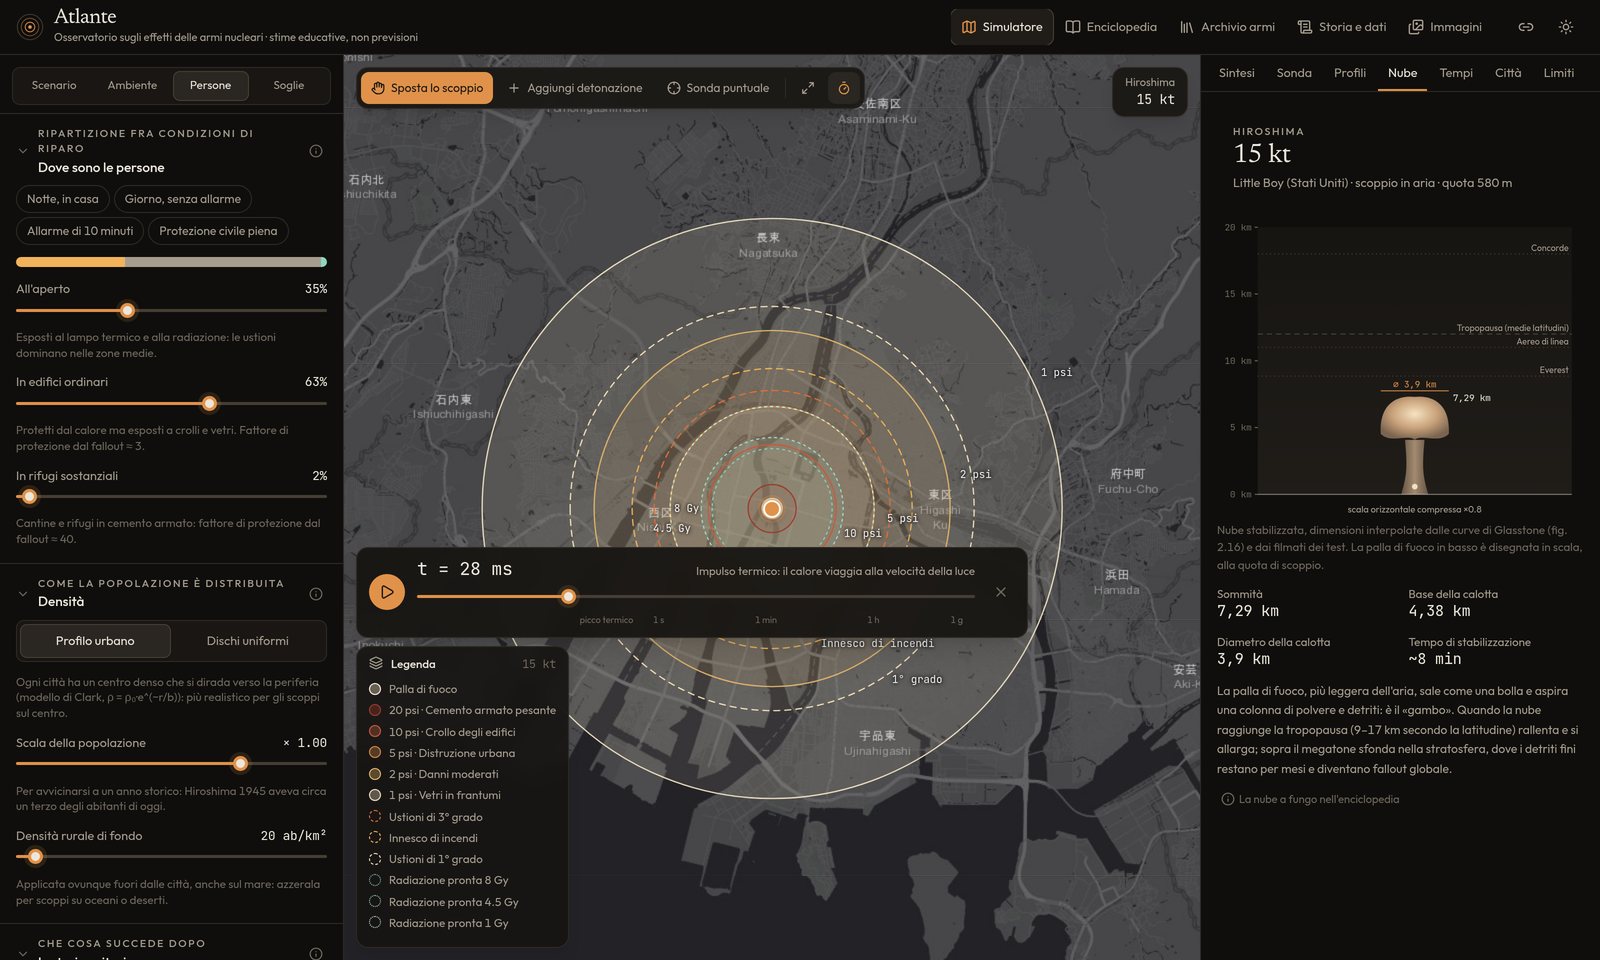 Atlante
Osservatorio sugli effetti delle armi nucleari · stime educative, non previsioni
Simulatore
Enciclopedia
Archivio armi
Storia e dati
Immagini
Scenario
Ambiente
Persone
Soglie
RIPARTIZIONE FRA CONDIZIONI DI
RIPARO
Dove sono le persone
Notte, in casa
Giorno, senza allarme
Allarme di 10 minuti
Protezione civile piena
All'aperto
35%
Esposti al lampo termico e alla radiazione: le ustioni
dominano nelle zone medie.
In edifici ordinari
63%
Protetti dal calore ma esposti a crolli e vetri. Fattore di
protezione dal fallout ≈ 3.
In rifugi sostanziali
2%
Cantine e rifugi in cemento armato: fattore di protezione dal
fallout ≈ 40.
COME LA POPOLAZIONE È DISTRIBUITA
Densità
Profilo urbano
Dischi uniformi
Ogni città ha un centro denso che si dirada verso la periferia
(modello di Clark, ρ = ρ₀·e^(−r/b)): più realistico per gli scoppi
sul centro.
Scala della popolazione
× 1.00
Per avvicinarsi a un anno storico: Hiroshima 1945 aveva circa
un terzo degli abitanti di oggi.
Densità rurale di fondo
20 ab/km²
Applicata ovunque fuori dalle città, anche sul mare: azzerala
per scoppi su oceani o deserti.
CHE COSA SUCCEDE DOPO
Sposta lo scoppio
Aggiungi detonazione
Sonda puntuale
Hiroshima
15 kt
安佐南区
Asaminami-Ku
石内北
長束
Nagatsuka
石内東
Ishiuchihigashi
1 psi
2 psi
府中町
Fuchu-Cho
東区
Higashi
Ku
西区
8 Gy
4.5 Gy
5 psi
10 psi
t = 28 ms
Impulso termico: il calore viaggia alla velocità della luce
picco termico
1 s
1 min
1 h
1 g
浜田
Hamada
Innesco di incendi
1° grado
宇品東
Ujinahigashi
安芸
Legenda
15 kt
Palla di fuoco
20 psi · Cemento armato pesante
10 psi · Crollo degli edifici
5 psi · Distruzione urbana
2 psi · Danni moderati
1 psi · Vetri in frantumi
Ustioni di 3° grado
Innesco di incendi
Ustioni di 1° grado
Radiazione pronta 8 Gy
Radiazione pronta 4.5 Gy
Radiazione pronta 1 Gy
Sintesi
Sonda
Profili
Nube
Tempi
Città
Limiti
HIROSHIMA
15 kt
Little Boy (Stati Uniti) · scoppio in aria · quota 580 m
20 km
Concorde
15 km
Tropopausa (medie latitudini)
Aereo di linea
10 km
Everest
⌀ 3,9 km
7,29 km
5 km
0 km
scala orizzontale compressa ×0.8
Nube stabilizzata, dimensioni interpolate dalle curve di Glasstone (fig.
2.16) e dai filmati dei test. La palla di fuoco in basso è disegnata in scala,
alla quota di scoppio.
Sommità
7,29 km
Base della calotta
4,38 km
Diametro della calotta
3,9 km
Tempo di stabilizzazione
~8 min
La palla di fuoco, più leggera dell'aria, sale come una bolla e aspira
una colonna di polvere e detriti: è il «gambo». Quando la nube
raggiunge la tropopausa (9–17 km secondo la latitudine) rallenta e si
allarga; sopra il megatone sfonda nella stratosfera, dove i detriti fini
restano per mesi e diventano fallout globale.
La nube a fungo nell'enciclopedia